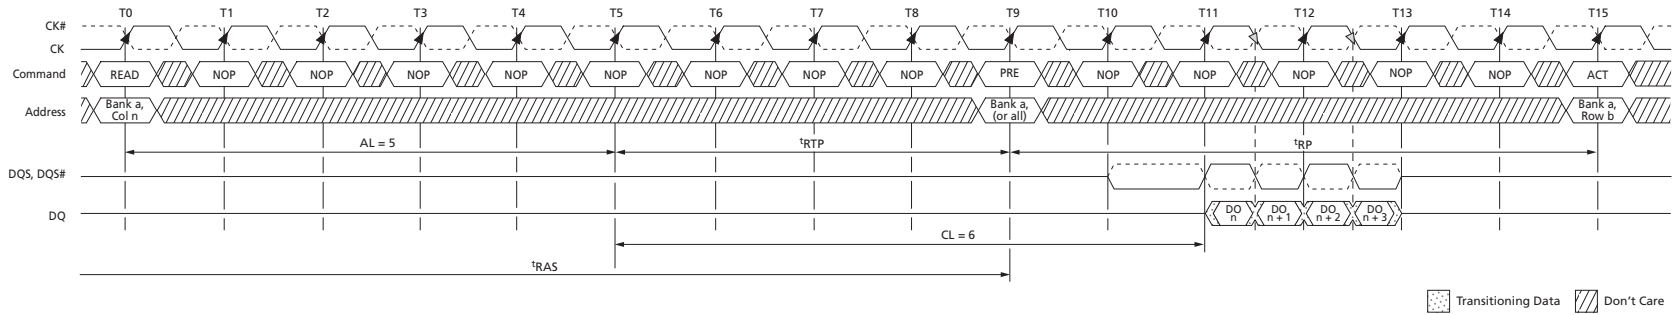 T0 T1 T2 T3 T4 T5 T6 T7 T8 T9 T10 T11 T12 T13 T14 T15
CK#
CK
Command READ NOP NOP NOP NOP NOP NOP NOP NOP PRE NOP NOP NOP NOP NOP ACT
Address Bank a, Col n Bank a, (or all) Bank a, Row b
AL = 5 tRTP tRP
DQS, DQS#
DQ DO n DO n + 1 DO n + 2 DO n + 3
CL = 6
tRAS
Transitioning Data Don't Care